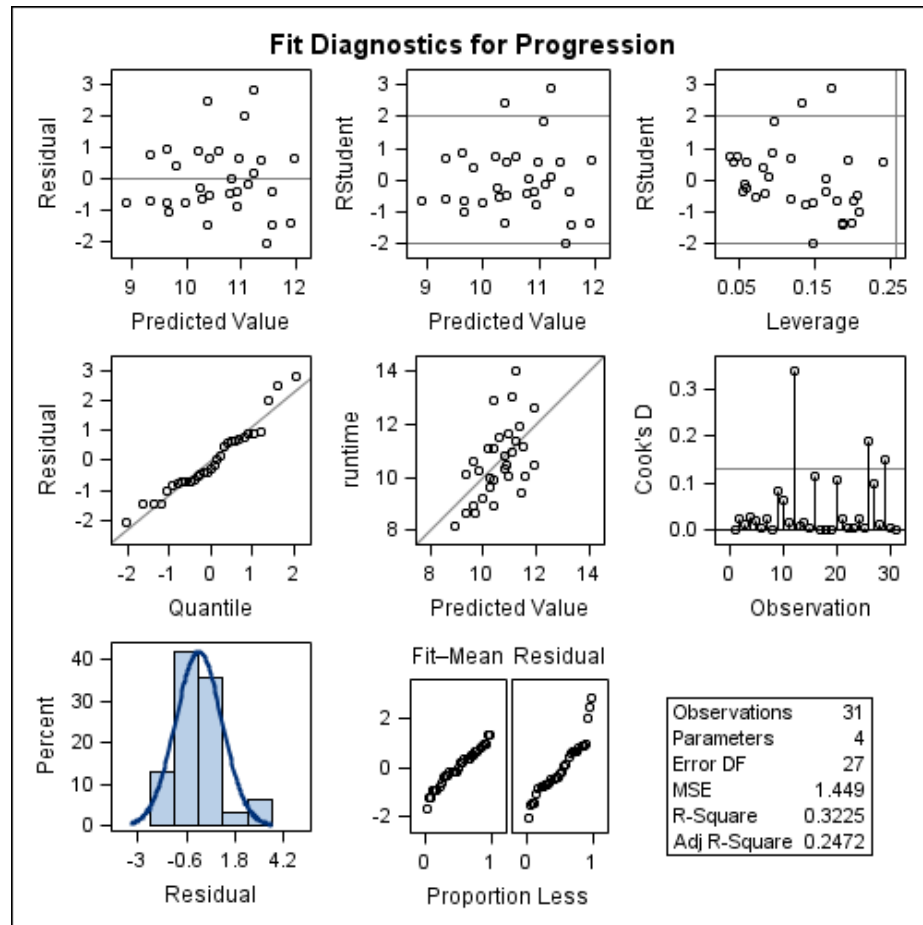 Fit Diagnostics for Progression
Residual
3
2
1
0
-1
-2
9 10 11 12
Predicted Value
RStudent
3
2
1
0
-1
-2
9 10 11 12
Predicted Value
RStudent
3
2
1
0
-1
-2
0.05 0.15 0.25
Leverage
Residual
3
2
1
0
-1
-2
-2 -1 0 1 2
Quantile
runtime
14
12
10
8
8 10 12 14
Predicted Value
Cook's D
0.3
0.2
0.1
0.0
0 10 20 30
Observation
Percent
40
30
20
10
0
-3 -0.6 1.8 4.2
Residual
Fit–Mean Residual
2
0
-2
0 1 0 1
Proportion Less
Observations 31
Parameters 4
Error DF 27
MSE 1.449
R-Square 0.3225
Adj R-Square 0.2472